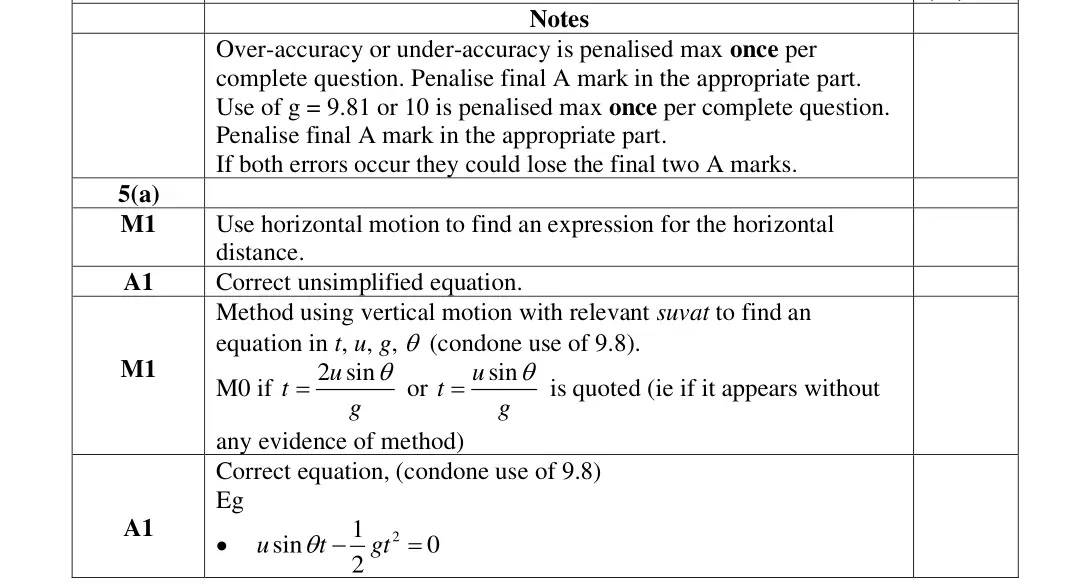 Notes
Over-accuracy or under-accuracy is penalised max once per
complete question. Penalise final A mark in the appropriate part.
Use of g = 9.81 or 10 is penalised max once per complete question.
Penalise final A mark in the appropriate part.
If both errors occur they could lose the final two A marks.
5(a)
M1 Use horizontal motion to find an expression for the horizontal
distance.
A1 Correct unsimplified equation.
Method using vertical motion with relevant suvat to find an
equation in t, u, g, θ (condone use of 9.8).
M1
M0 if t = 2u sin θ / g or t = u sin θ / g is quoted (ie if it appears without
any evidence of method)
Correct equation, (condone use of 9.8)
Eg
A1
• u sin θt − 1/2 gt² = 0